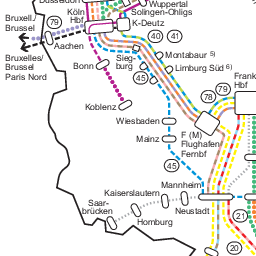 Düsseldorf
Wuppertal
Solingen-Ohligs
Köln
Hbf
K-Deutz
Bruxell./
Brussel
79
Aachen
40
41
Bruxelles/
Brussel
Paris Nord
Bonn
Sieg-
burg
Montabaur 5)
Limburg Süd 6)
45
Koblenz
78
79
Frank
Hbf
Wiesbaden
Mainz
F (M)
Flughafen
Fernbf
45
Mannheim
Kaiserslautern
Saar-
brücken
Neustadt
Homburg
21
20